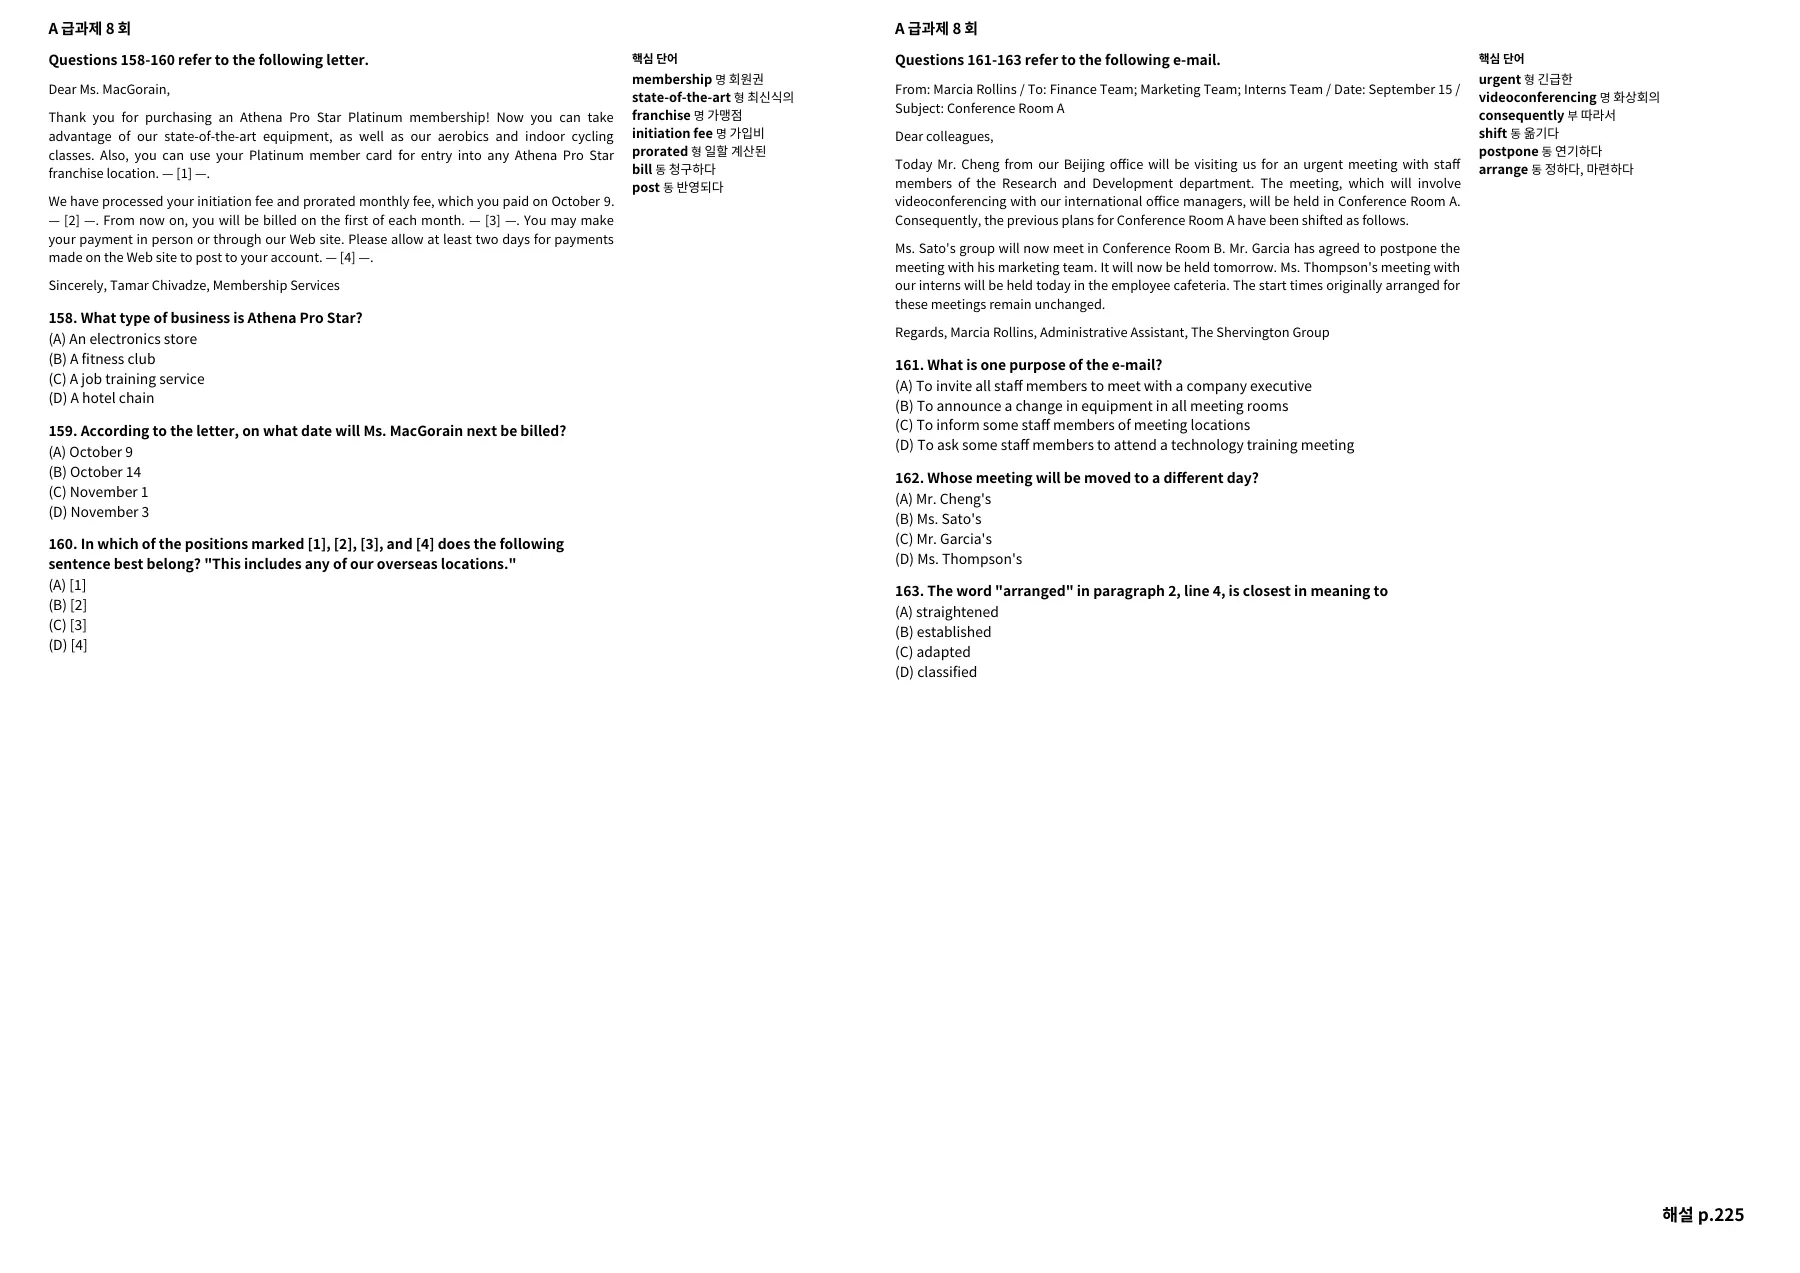 A 급과제 8 회
Questions 158-160 refer to the following letter.
Dear Ms. MacGorain,
Thank you for purchasing an Athena Pro Star Platinum membership! Now you can take
advantage of our state-of-the-art equipment, as well as our aerobics and indoor cycling
classes. Also, you can use your Platinum member card for entry into any Athena Pro Star
franchise location. — [1] —.
We have processed your initiation fee and prorated monthly fee, which you paid on October 9.
— [2] —. From now on, you will be billed on the first of each month. — [3] —. You may make
your payment in person or through our Web site. Please allow at least two days for payments
made on the Web site to post to your account. — [4] —.
Sincerely, Tamar Chivadze, Membership Services
158. What type of business is Athena Pro Star?
(A) An electronics store
(B) A fitness club
(C) A job training service
(D) A hotel chain
159. According to the letter, on what date will Ms. MacGorain next be billed?
(A) October 9
(B) October 14
(C) November 1
(D) November 3
160. In which of the positions marked [1], [2], [3], and [4] does the following
sentence best belong? "This includes any of our overseas locations."
(A) [1]
(B) [2]
(C) [3]
(D) [4]
핵심 단어
membership 명 회원권
state-of-the-art 형 최신식의
franchise 명 가맹점
initiation fee 명 가입비
prorated 형 일할 계산된
bill 동 청구하다
post 동 반영되다
A 급과제 8 회
Questions 161-163 refer to the following e-mail.
From: Marcia Rollins / To: Finance Team; Marketing Team; Interns Team / Date: September 15 /
Subject: Conference Room A
Dear colleagues,
Today Mr. Cheng from our Beijing office will be visiting us for an urgent meeting with staff
members of the Research and Development department. The meeting, which will involve
videoconferencing with our international office managers, will be held in Conference Room A.
Consequently, the previous plans for Conference Room A have been shifted as follows.
Ms. Sato's group will now meet in Conference Room B. Mr. Garcia has agreed to postpone the
meeting with his marketing team. It will now be held tomorrow. Ms. Thompson's meeting with
our interns will be held today in the employee cafeteria. The start times originally arranged for
these meetings remain unchanged.
Regards, Marcia Rollins, Administrative Assistant, The Shervington Group
161. What is one purpose of the e-mail?
(A) To invite all staff members to meet with a company executive
(B) To announce a change in equipment in all meeting rooms
(C) To inform some staff members of meeting locations
(D) To ask some staff members to attend a technology training meeting
162. Whose meeting will be moved to a different day?
(A) Mr. Cheng's
(B) Ms. Sato's
(C) Mr. Garcia's
(D) Ms. Thompson's
163. The word "arranged" in paragraph 2, line 4, is closest in meaning to
(A) straightened
(B) established
(C) adapted
(D) classified
핵심 단어
urgent 형 긴급한
videoconferencing 명 화상회의
consequently 부 따라서
shift 동 옮기다
postpone 동 연기하다
arrange 동 정하다, 마련하다
해설 p.225